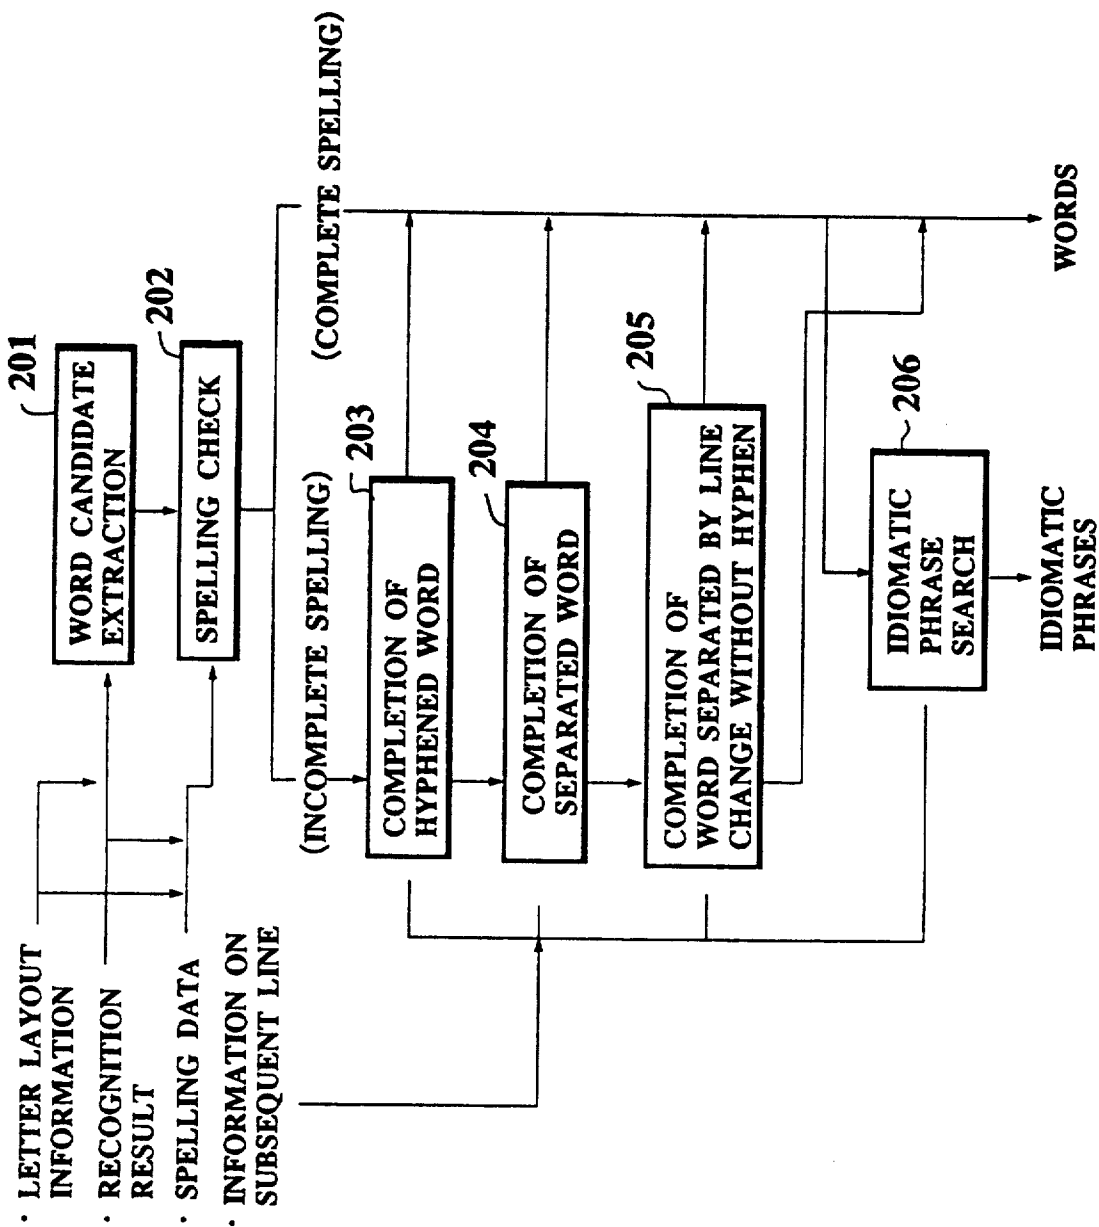 · LETTER LAYOUT
INFORMATION
· RECOGNITION
RESULT
· SPELLING DATA
· INFORMATION ON
SUBSEQUENT LINE
201
WORD CANDIDATE
EXTRACTION
202
SPELLING CHECK
(INCOMPLETE SPELLING)
(COMPLETE SPELLING)
203
COMPLETION OF
HYPHENED WORD
204
COMPLETION OF
SEPARATED WORD
205
COMPLETION OF
WORD SEPARATED BY LINE
CHANGE WITHOUT HYPHEN
206
IDIOMATIC
PHRASE
SEARCH
IDIOMATIC
PHRASES
WORDS